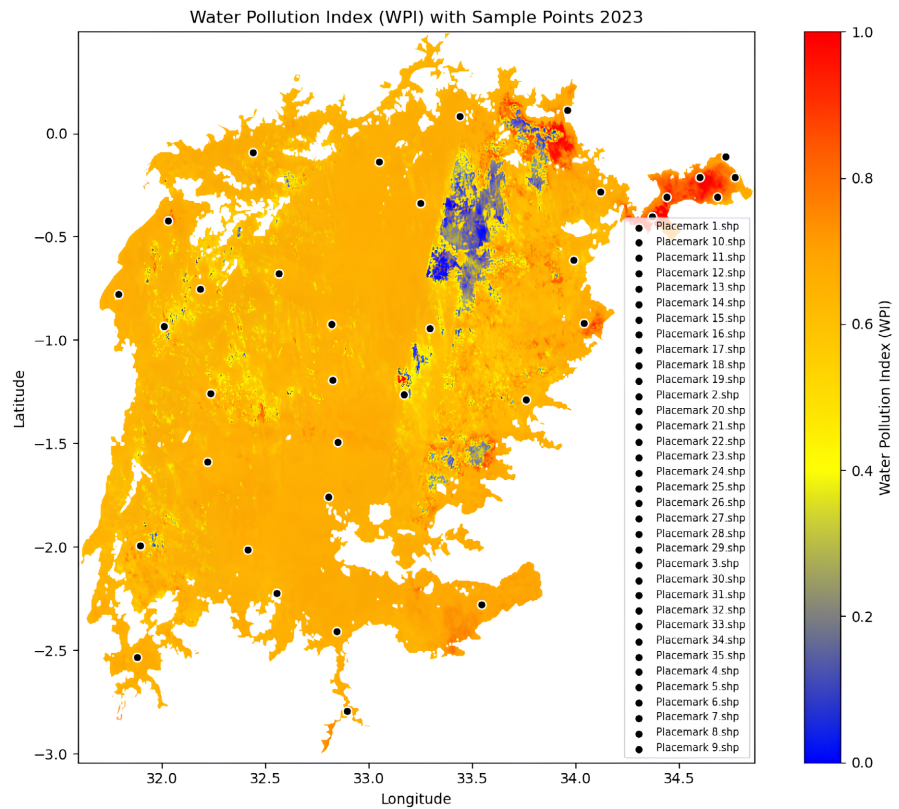 Water Pollution Index (WPI) with Sample Points 2023
1.0
0.8
0.6
0.4
0.2
0.0
Water Pollution Index (WPI)
0.0
−0.5
−1.0
−1.5
−2.0
−2.5
−3.0
Latitude
Placemark 1.shp
Placemark 10.shp
Placemark 11.shp
Placemark 12.shp
Placemark 13.shp
Placemark 14.shp
Placemark 15.shp
Placemark 16.shp
Placemark 17.shp
Placemark 18.shp
Placemark 19.shp
Placemark 2.shp
Placemark 20.shp
Placemark 21.shp
Placemark 22.shp
Placemark 23.shp
Placemark 24.shp
Placemark 25.shp
Placemark 26.shp
Placemark 27.shp
Placemark 28.shp
Placemark 29.shp
Placemark 3.shp
Placemark 30.shp
Placemark 31.shp
Placemark 32.shp
Placemark 33.shp
Placemark 34.shp
Placemark 35.shp
Placemark 4.shp
Placemark 5.shp
Placemark 6.shp
Placemark 7.shp
Placemark 8.shp
Placemark 9.shp
32.0 32.5 33.0 33.5 34.0 34.5
Longitude